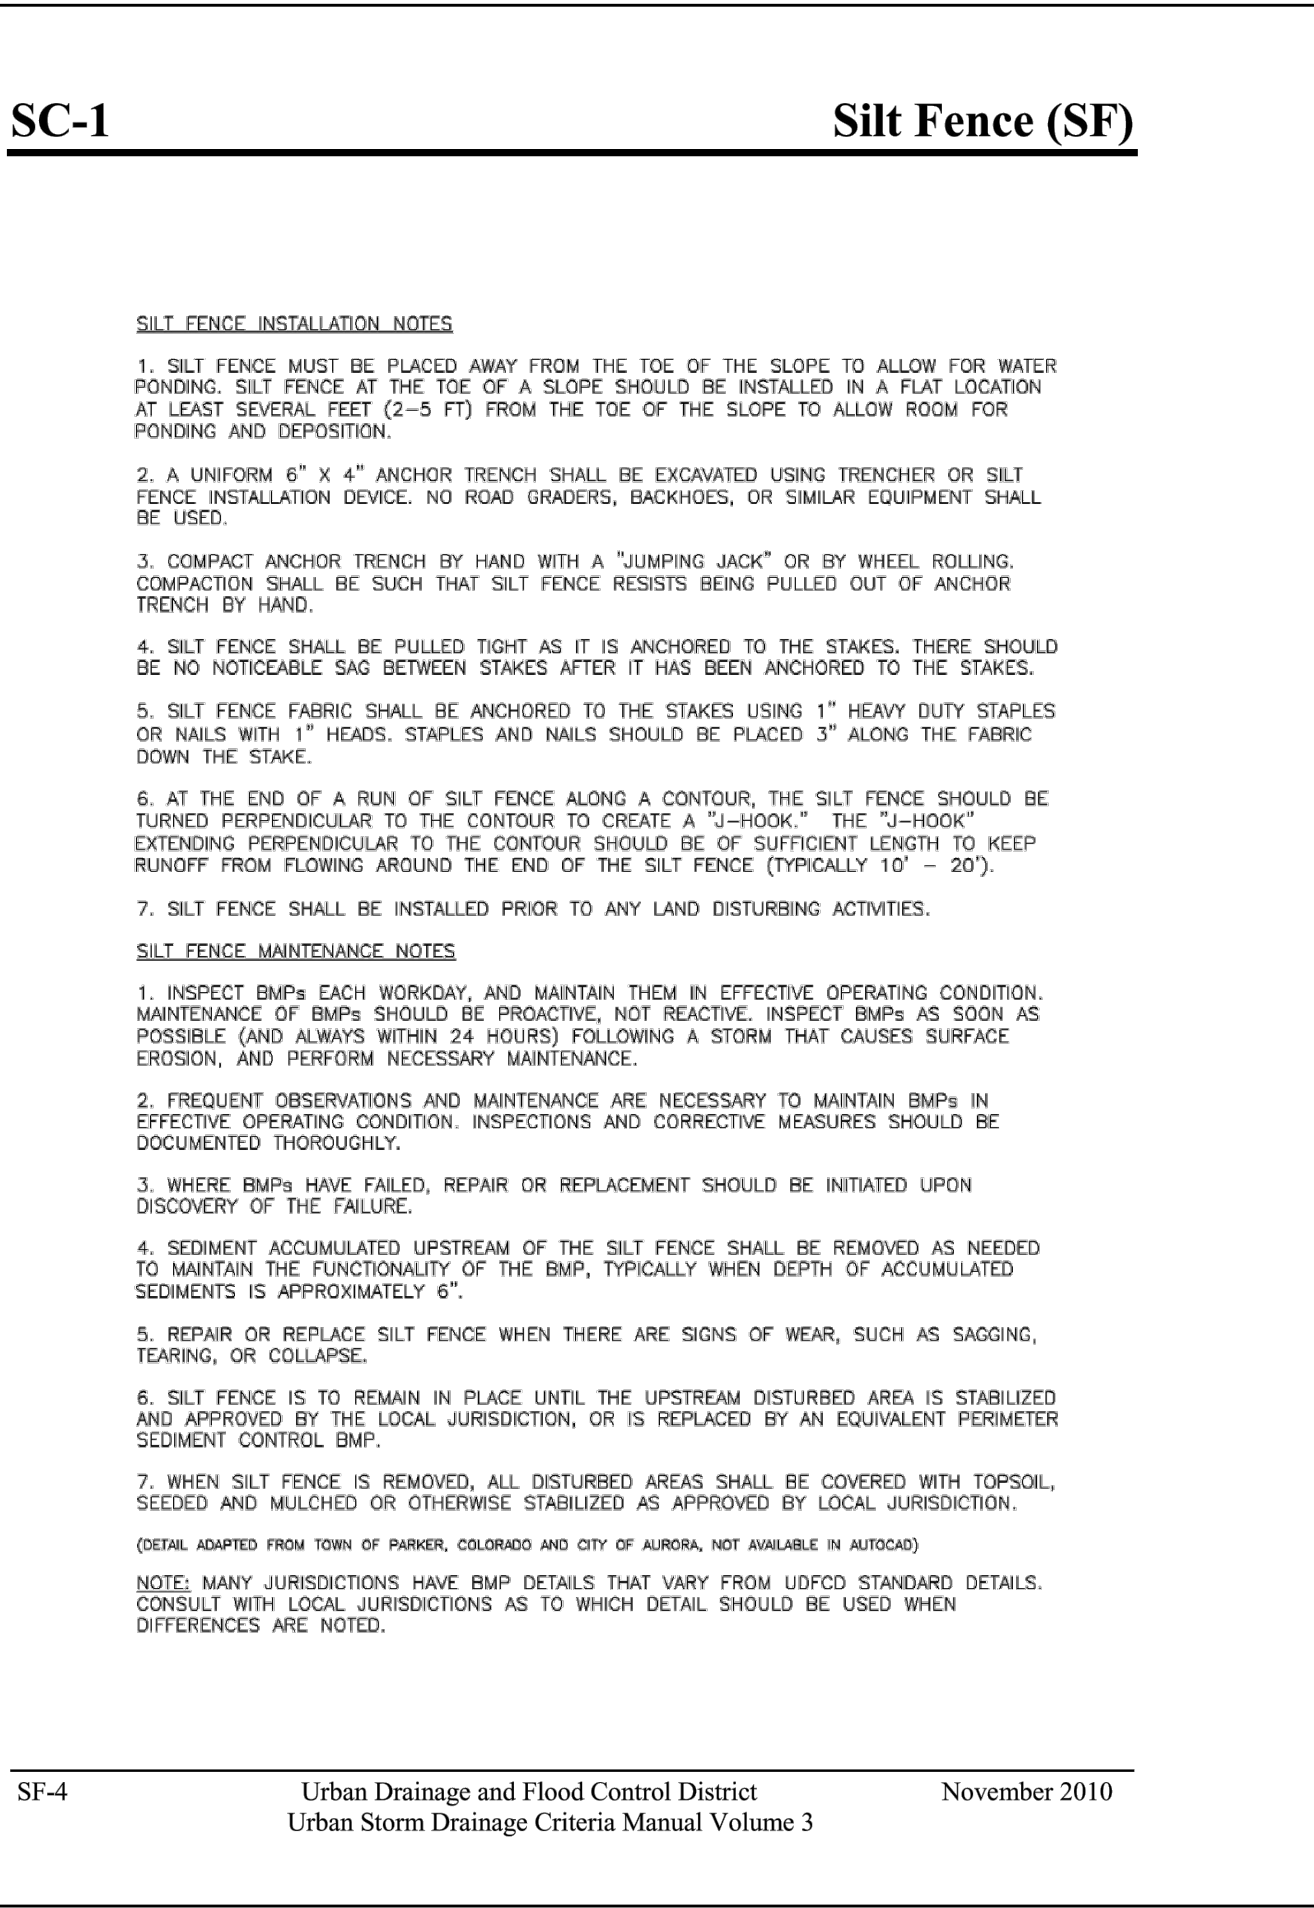 SC-1 Silt Fence (SF)
SILT FENCE INSTALLATION NOTES
1. SILT FENCE MUST BE PLACED AWAY FROM THE TOE OF THE SLOPE TO ALLOW FOR WATER
PONDING. SILT FENCE AT THE TOE OF A SLOPE SHOULD BE INSTALLED IN A FLAT LOCATION
AT LEAST SEVERAL FEET (2–5 FT) FROM THE TOE OF THE SLOPE TO ALLOW ROOM FOR
PONDING AND DEPOSITION.
2. A UNIFORM 6" X 4" ANCHOR TRENCH SHALL BE EXCAVATED USING TRENCHER OR SILT
FENCE INSTALLATION DEVICE. NO ROAD GRADERS, BACKHOES, OR SIMILAR EQUIPMENT SHALL
BE USED.
3. COMPACT ANCHOR TRENCH BY HAND WITH A "JUMPING JACK" OR BY WHEEL ROLLING.
COMPACTION SHALL BE SUCH THAT SILT FENCE RESISTS BEING PULLED OUT OF ANCHOR
TRENCH BY HAND.
4. SILT FENCE SHALL BE PULLED TIGHT AS IT IS ANCHORED TO THE STAKES. THERE SHOULD
BE NO NOTICEABLE SAG BETWEEN STAKES AFTER IT HAS BEEN ANCHORED TO THE STAKES.
5. SILT FENCE FABRIC SHALL BE ANCHORED TO THE STAKES USING 1" HEAVY DUTY STAPLES
OR NAILS WITH 1" HEADS. STAPLES AND NAILS SHOULD BE PLACED 3" ALONG THE FABRIC
DOWN THE STAKE.
6. AT THE END OF A RUN OF SILT FENCE ALONG A CONTOUR, THE SILT FENCE SHOULD BE
TURNED PERPENDICULAR TO THE CONTOUR TO CREATE A "J–HOOK." THE "J–HOOK"
EXTENDING PERPENDICULAR TO THE CONTOUR SHOULD BE OF SUFFICIENT LENGTH TO KEEP
RUNOFF FROM FLOWING AROUND THE END OF THE SILT FENCE (TYPICALLY 10' – 20').
7. SILT FENCE SHALL BE INSTALLED PRIOR TO ANY LAND DISTURBING ACTIVITIES.
SILT FENCE MAINTENANCE NOTES
1. INSPECT BMPs EACH WORKDAY, AND MAINTAIN THEM IN EFFECTIVE OPERATING CONDITION.
MAINTENANCE OF BMPs SHOULD BE PROACTIVE, NOT REACTIVE. INSPECT BMPs AS SOON AS
POSSIBLE (AND ALWAYS WITHIN 24 HOURS) FOLLOWING A STORM THAT CAUSES SURFACE
EROSION, AND PERFORM NECESSARY MAINTENANCE.
2. FREQUENT OBSERVATIONS AND MAINTENANCE ARE NECESSARY TO MAINTAIN BMPs IN
EFFECTIVE OPERATING CONDITION. INSPECTIONS AND CORRECTIVE MEASURES SHOULD BE
DOCUMENTED THOROUGHLY.
3. WHERE BMPs HAVE FAILED, REPAIR OR REPLACEMENT SHOULD BE INITIATED UPON
DISCOVERY OF THE FAILURE.
4. SEDIMENT ACCUMULATED UPSTREAM OF THE SILT FENCE SHALL BE REMOVED AS NEEDED
TO MAINTAIN THE FUNCTIONALITY OF THE BMP, TYPICALLY WHEN DEPTH OF ACCUMULATED
SEDIMENTS IS APPROXIMATELY 6".
5. REPAIR OR REPLACE SILT FENCE WHEN THERE ARE SIGNS OF WEAR, SUCH AS SAGGING,
TEARING, OR COLLAPSE.
6. SILT FENCE IS TO REMAIN IN PLACE UNTIL THE UPSTREAM DISTURBED AREA IS STABILIZED
AND APPROVED BY THE LOCAL JURISDICTION, OR IS REPLACED BY AN EQUIVALENT PERIMETER
SEDIMENT CONTROL BMP.
7. WHEN SILT FENCE IS REMOVED, ALL DISTURBED AREAS SHALL BE COVERED WITH TOPSOIL,
SEEDED AND MULCHED OR OTHERWISE STABILIZED AS APPROVED BY LOCAL JURISDICTION.
(DETAIL ADAPTED FROM TOWN OF PARKER, COLORADO AND CITY OF AURORA, NOT AVAILABLE IN AUTOCAD)
NOTE: MANY JURISDICTIONS HAVE BMP DETAILS THAT VARY FROM UDFCD STANDARD DETAILS.
CONSULT WITH LOCAL JURISDICTIONS AS TO WHICH DETAIL SHOULD BE USED WHEN
DIFFERENCES ARE NOTED.
SF-4 Urban Drainage and Flood Control District November 2010
Urban Storm Drainage Criteria Manual Volume 3